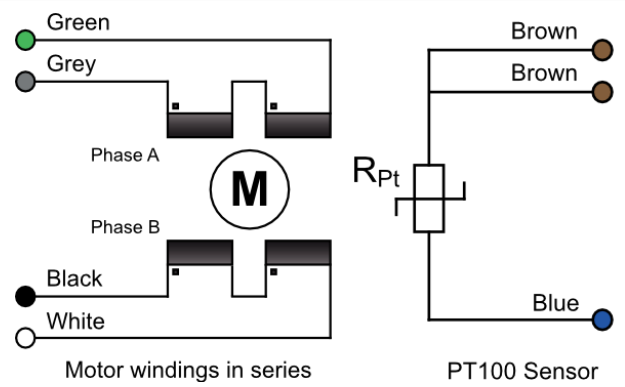 Green
Grey
Phase A
M
Phase B
Black
White
Motor windings in series
Brown
Brown
RPt
Blue
PT100 Sensor